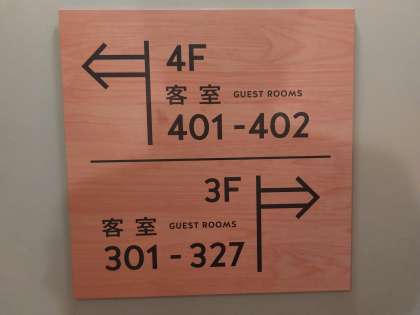 4F
客室 GUEST ROOMS
401-402
3F
客室 GUEST ROOMS
301-327